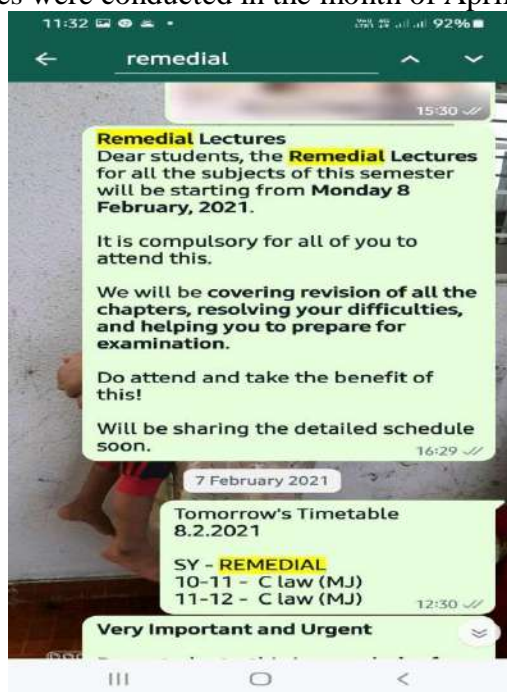 es were conducted in the month of April
11:32 92%
remedial
15:30
Remedial Lectures
Dear students, the Remedial Lectures
for all the subjects of this semester
will be starting from Monday 8
February, 2021.
It is compulsory for all of you to
attend this.
We will be covering revision of all the
chapters, resolving your difficulties,
and helping you to prepare for
examination.
Do attend and take the benefit of
this!
Will be sharing the detailed schedule
soon.
16:29
7 February 2021
Tomorrow's Timetable
8.2.2021
SY - REMEDIAL
10-11 - C law (MJ)
11-12 - C law (MJ)
12:30
Very Important and Urgent